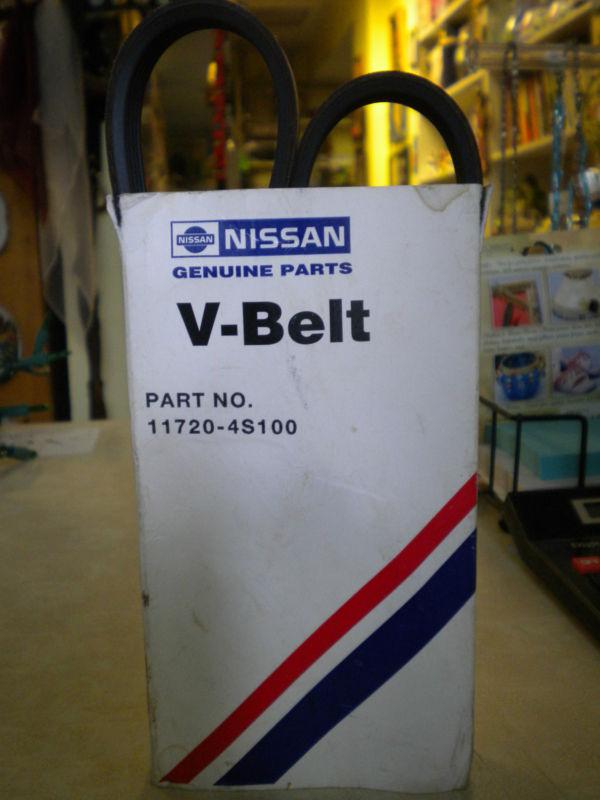 NISSAN NISSAN
GENUINE PARTS
V-Belt
PART NO.
11720-4S100